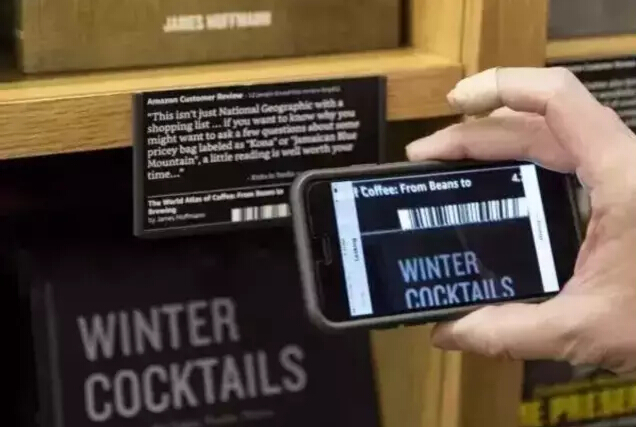 JAMES HOFFMANN
Amazon Customer Review
"This isn't just National Geographic with a
shopping list ... if you want to know why you
might want to ask a few questions about some
pricey bag labeled as "Kona" or "Jamaican Blue
Mountain", a little reading is well worth your
time..."
The World Atlas of Coffee: From Beans to
Brewing
by James Hoffmann
Coffee: From Beans to
4.
WINTER
COCKTAILS
WINTER
COCKTAILS